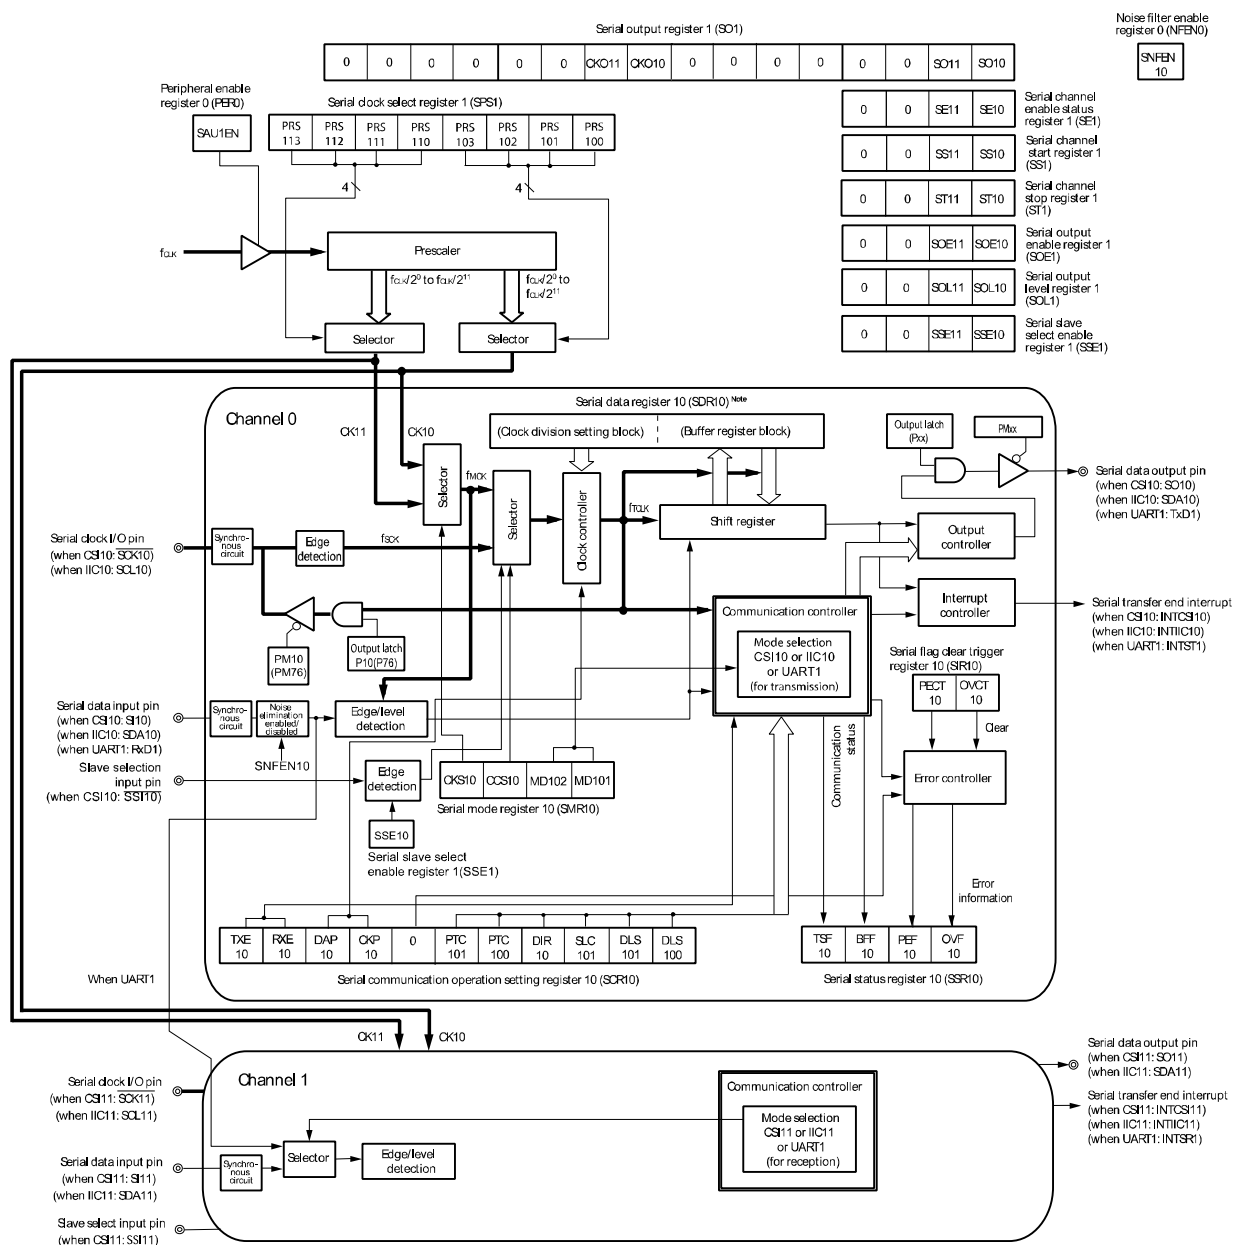 Serial output register 1 (SO1)
0 0 0 0 0 0 CKO11 CKO10 0 0 0 0 0 0 SO11 SO10
Noise filter enable
register 0 (NFEN0)
SNFEN
10
Peripheral enable
register 0 (PER0)
SAU1EN
Serial clock select register 1 (SPS1)
PRS
113
PRS
112
PRS
111
PRS
110
PRS
103
PRS
102
PRS
101
PRS
100
4
4
0 0 SE11 SE10
Serial channel
enable status
register 1 (SE1)
0 0 SS11 SS10
Serial channel
start register 1
(SS1)
0 0 ST11 ST10
Serial channel
stop register 1
(ST1)
0 0 SOE11 SOE10
Serial output
enable register 1
(SOE1)
0 0 SOL11 SOL10
Serial output
level register 1
(SOL1)
0 0 SSE11 SSE10
Serial slave
select enable
register 1 (SSE1)
fCLK
Prescaler
fCLK/2⁰ to fCLK/2¹¹
fCLK/2⁰ to
fCLK/2¹¹
Selector
Selector
Channel 0
CK11
CK10
Serial data register 10 (SDR10) Note
(Clock division setting block)
(Buffer register block)
Output latch
(Pxx)
PMxx
Selector
fMCK
Selector
Clock controller
fTCLK
Shift register
Serial data output pin
(when CSI10: SO10)
(when IIC10: SDA10)
(when UART1: TxD1)
Serial clock I/O pin
(when CSI10: SCK10)
(when IIC10: SCL10)
Synchro-
nous
circuit
Edge
detection
fSCK
Output
controller
Communication controller
Mode selection
CSI10 or IIC10
or UART1
(for transmission)
Interrupt
controller
Serial transfer end interrupt
(when CSI10: INTCSI10)
(when IIC10: INTIIC10)
(when UART1: INTST1)
PM10
(PM76)
Output latch
P10(P76)
Serial flag clear trigger
register 10 (SIR10)
PECT
10
OVCT
10
Clear
Serial data input pin
(when CSI10: SI10)
(when IIC10: SDA10)
(when UART1: RxD1)
Synchro-
nous
circuit
Noise
elimination
enabled/
disabled
Edge/level
detection
SNFEN10
Slave selection
input pin
(when CSI10: SSI10)
Edge
detection
CKS10 CCS10 MD102 MD101
Serial mode register 10 (SMR10)
Communication
status
Error controller
SSE10
Serial slave select
enable register 1(SSE1)
Error
information
TXE
10
RXE
10
DAP
10
CKP
10
0
PTC
101
PTC
100
DIR
10
SLC
101
DLS
101
DLS
100
Serial communication operation setting register 10 (SCR10)
TSF
10
BFF
10
PEF
10
OVF
10
Serial status register 10 (SSR10)
When UART1
CK11
CK10
Channel 1
Serial data output pin
(when CSI11: SO11)
(when IIC11: SDA11)
Serial clock I/O pin
(when CSI11: SCK11)
(when IIC11: SCL11)
Communication controller
Mode selection
CSI11 or IIC11
or UART1
(for reception)
Serial transfer end interrupt
(when CSI11: INTCSI11)
(when IIC11: INTIIC11)
(when UART1: INTSR1)
Serial data input pin
(when CSI11: SI11)
(when IIC11: SDA11)
Synchro-
nous
circuit
Selector
Edge/level
detection
Slave select input pin
(when CSI11: SSI11)